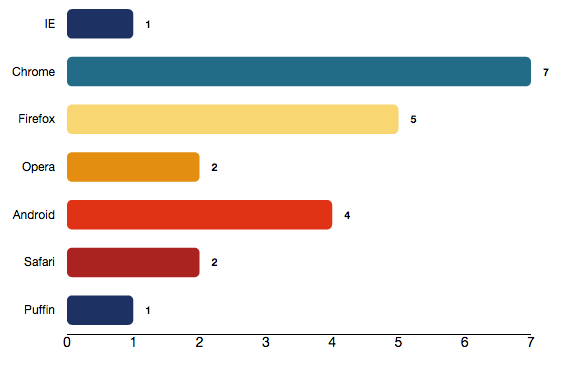 IE 1
Chrome 7
Firefox 5
Opera 2
Android 4
Safari 2
Puffin 1
0 1 2 3 4 5 6 7